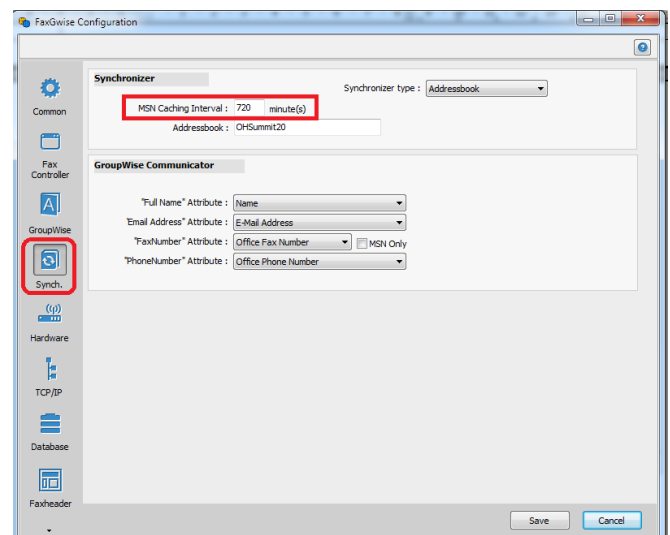 FaxGwise Configuration
Common
Fax
Controller
GroupWise
Synch.
Hardware
TCP/IP
Database
Faxheader
Synchronizer
Synchronizer type : Addressbook
MSN Caching Interval : 720 minute(s)
Addressbook : OHSummit20
GroupWise Communicator
"Full Name" Attribute : Name
"Email Address" Attribute : E-Mail Address
"FaxNumber" Attribute : Office Fax Number MSN Only
"PhoneNumber" Attribute : Office Phone Number
Save Cancel